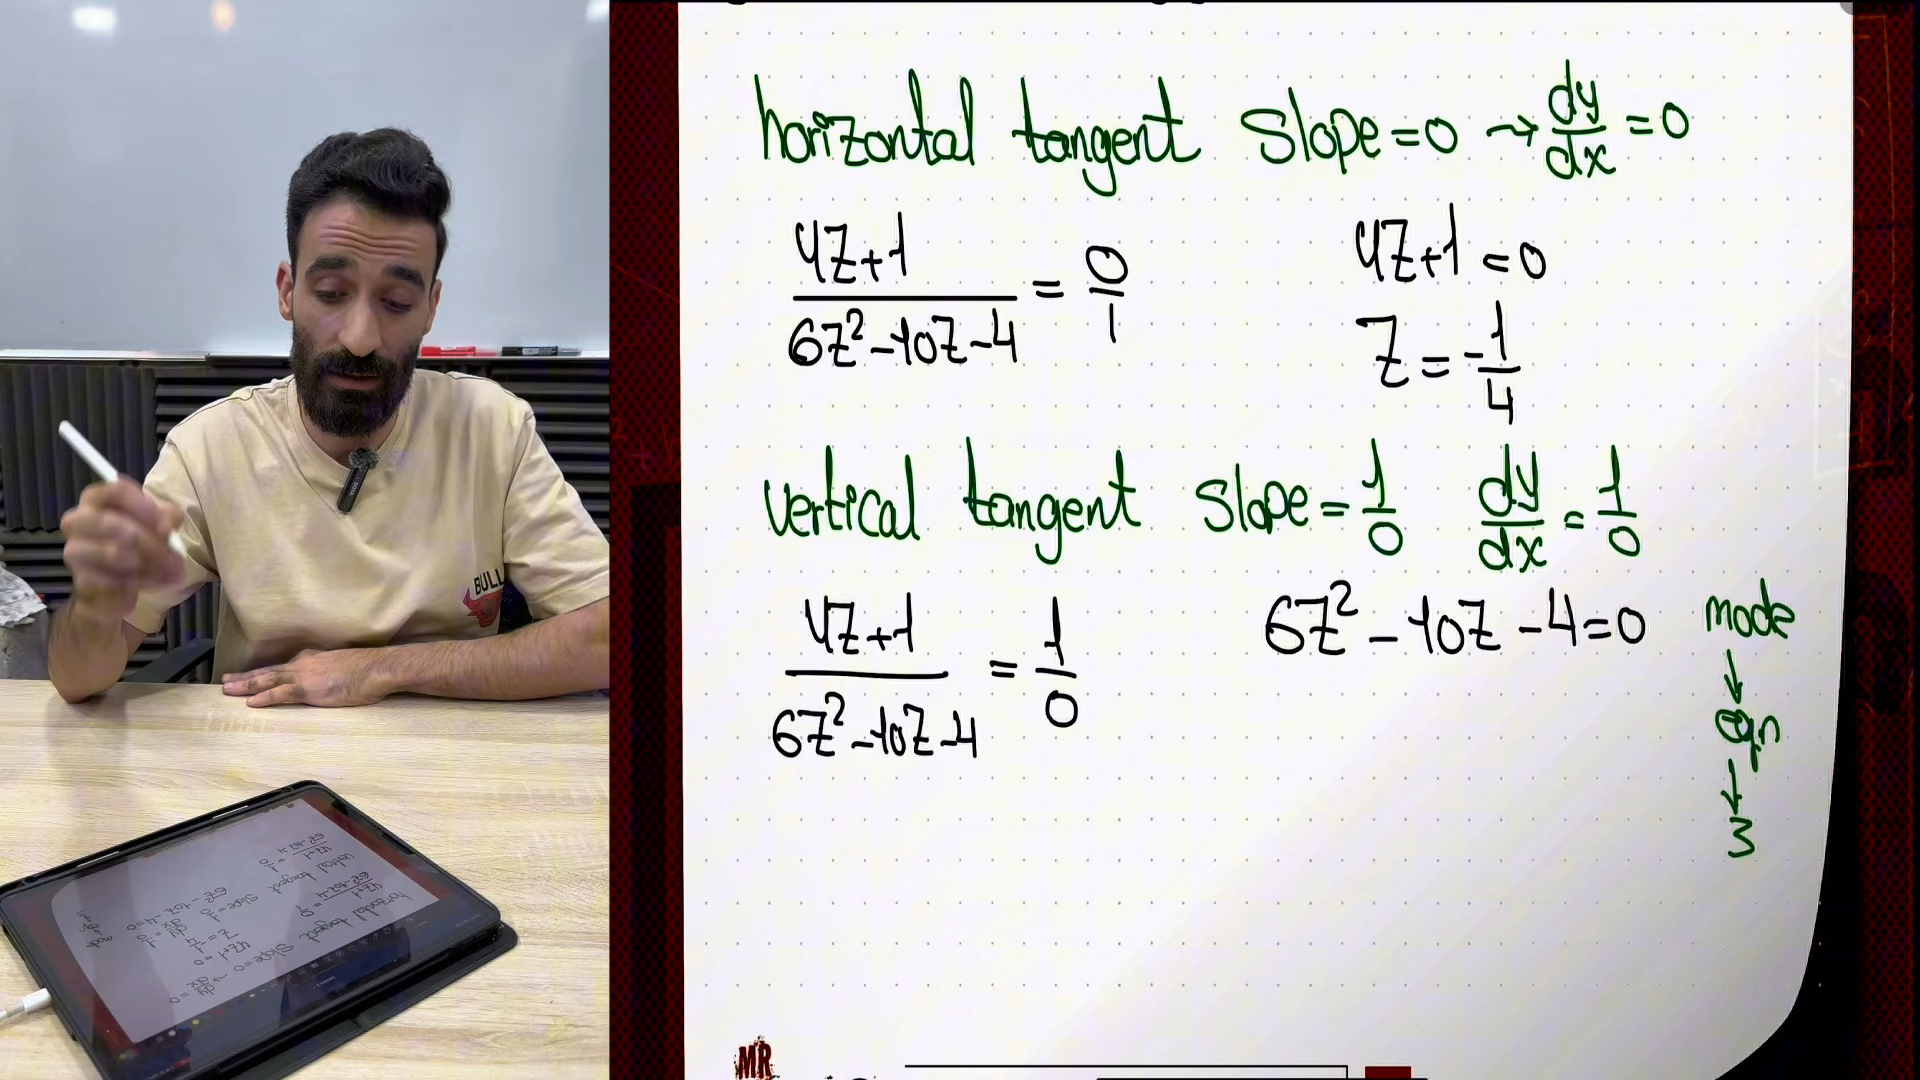 horizontal tangent slope=0 → dy/dx = 0
4z+1 / 6z²-10z-4 = 0/1
4z+1 = 0
z = -1/4
vertical tangent slope = 1/0 dy/dx = 1/0
4z+1 / 6z²-10z-4 = 1/0
6z² - 10z - 4 = 0
mode
↓
eqn
↓
3
BULL
MR